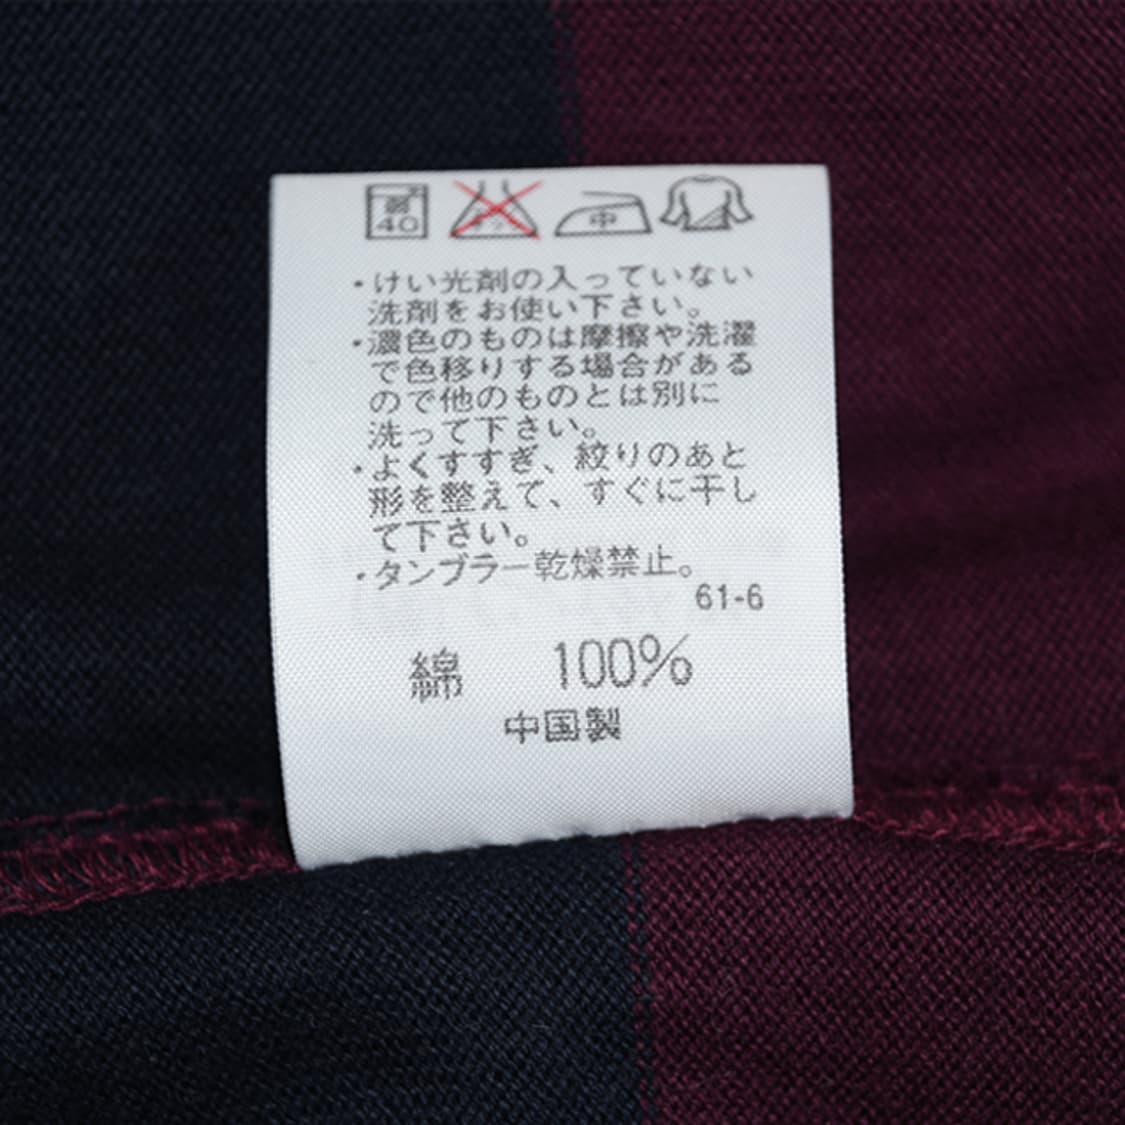 弱
40
中
・けい光剤の入っていない
洗剤をお使い下さい。
・濃色のものは摩擦や洗濯
で色移りする場合がある
ので他のものとは別に
洗って下さい。
・よくすすぎ、絞りのあと
形を整えて、すぐに干し
て下さい。
・タンブラー乾燥禁止。
61-6
綿 100%
中国製